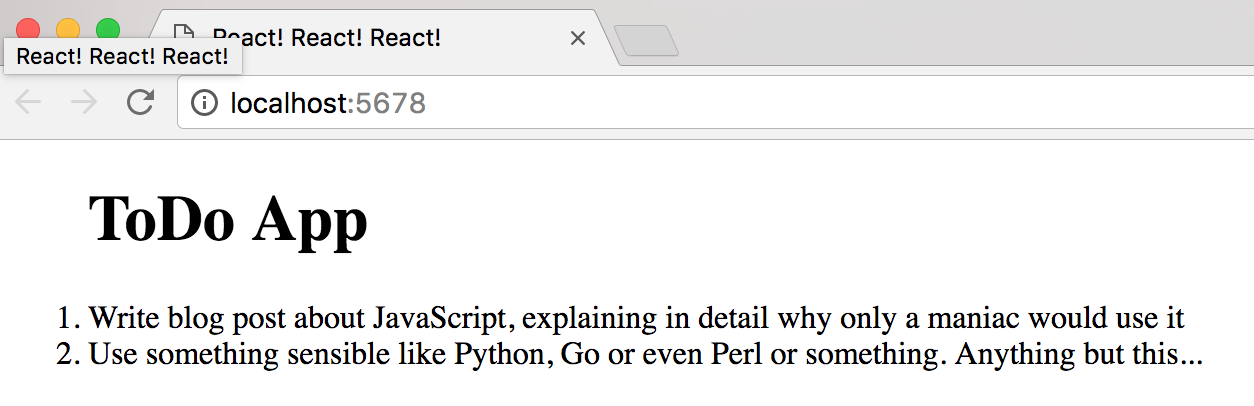 React! React! React!
React! React! React!
localhost:5678
ToDo App
1. Write blog post about JavaScript, explaining in detail why only a maniac would use it
2. Use something sensible like Python, Go or even Perl or something. Anything but this...